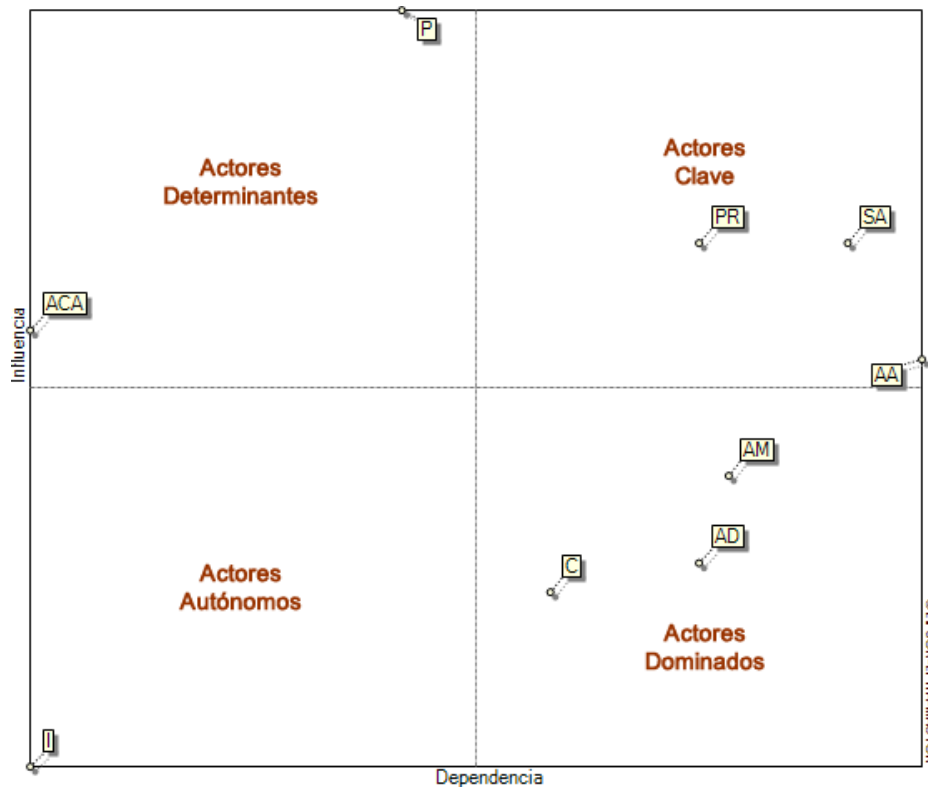 P
Actores
Determinantes
Actores
Clave
PR
SA
ACA
Influencia
AA
AM
AD
C
Actores
Autónomos
Actores
Dominados
I
Dependencia